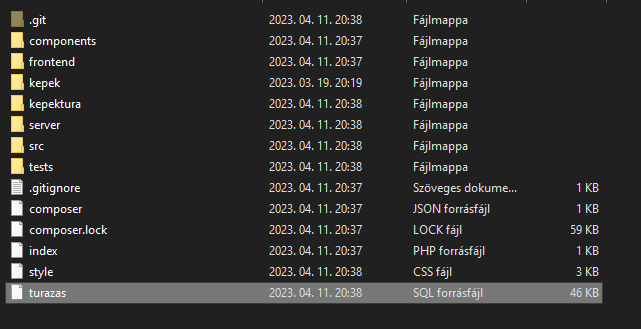 .git 2023. 04. 11. 20:38 Fájlmappa
components 2023. 04. 11. 20:37 Fájlmappa
frontend 2023. 04. 11. 20:37 Fájlmappa
kepek 2023. 03. 19. 20:19 Fájlmappa
kepektura 2023. 04. 11. 20:38 Fájlmappa
server 2023. 04. 11. 20:38 Fájlmappa
src 2023. 04. 11. 20:38 Fájlmappa
tests 2023. 04. 11. 20:38 Fájlmappa
.gitignore 2023. 04. 11. 20:37 Szöveges dokume... 1 KB
composer 2023. 04. 11. 20:37 JSON forrásfájl 1 KB
composer.lock 2023. 04. 11. 20:37 LOCK fájl 59 KB
index 2023. 04. 11. 20:37 PHP forrásfájl 1 KB
style 2023. 04. 11. 20:38 CSS fájl 3 KB
turazas 2023. 04. 11. 20:38 SQL forrásfájl 46 KB